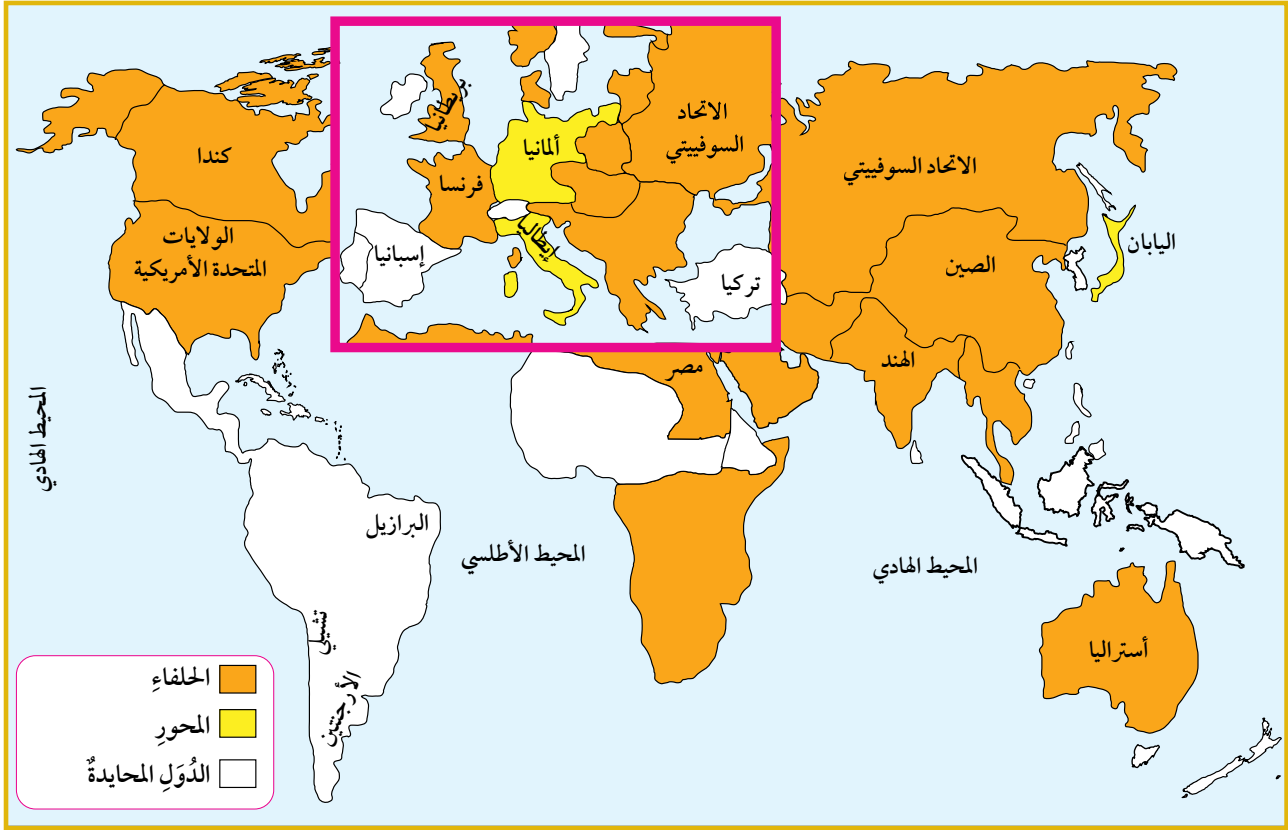 كندا
الولايات
المتحدة الأمريكية
بريطانيا
فرنسا
ألمانيا
إيطاليا
إسبانيا
تركيا
الاتحاد
السوفييتي
الاتحاد السوفييتي
الصين
اليابان
الهند
مصر
المحيط الهادي
البرازيل
تشيلي
الأرجنتين
المحيط الأطلسي
المحيط الهادي
أستراليا
الحلفاءِ
المحورِ
الدُوَلِ المحايدةٌ